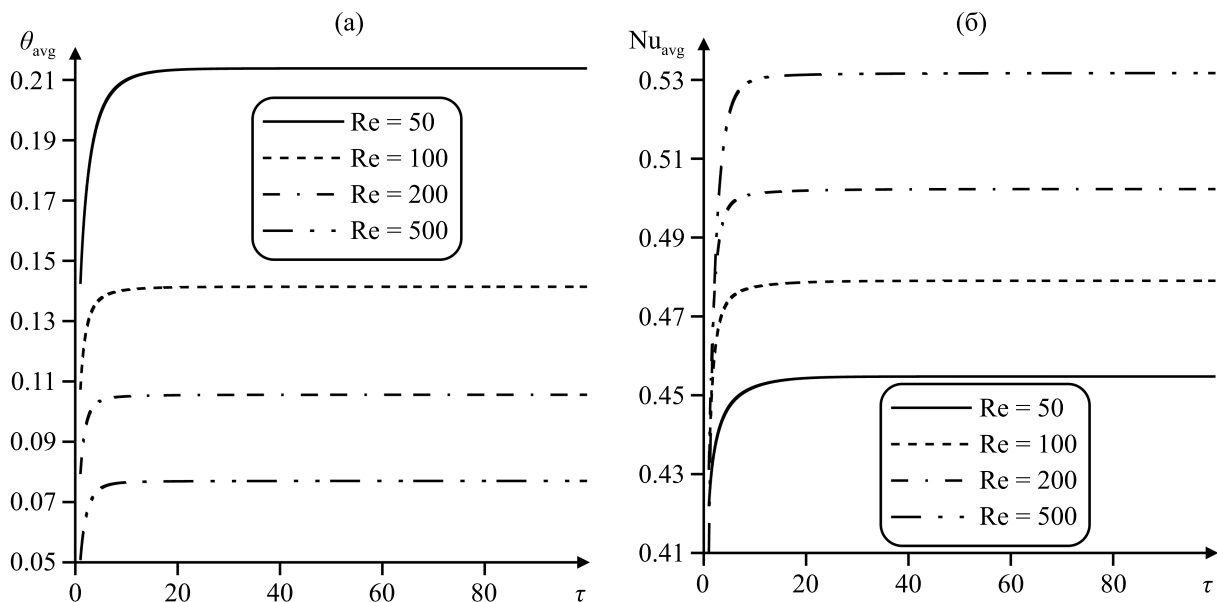 (а)
θavg
0.21
0.19
0.17
0.15
0.13
0.11
0.09
0.07
0.05
Re = 50
Re = 100
Re = 200
Re = 500
0 20 40 60 80 τ
(б)
Nuavg
0.53
0.51
0.49
0.47
0.45
0.43
0.41
Re = 50
Re = 100
Re = 200
Re = 500
0 20 40 60 80 τ